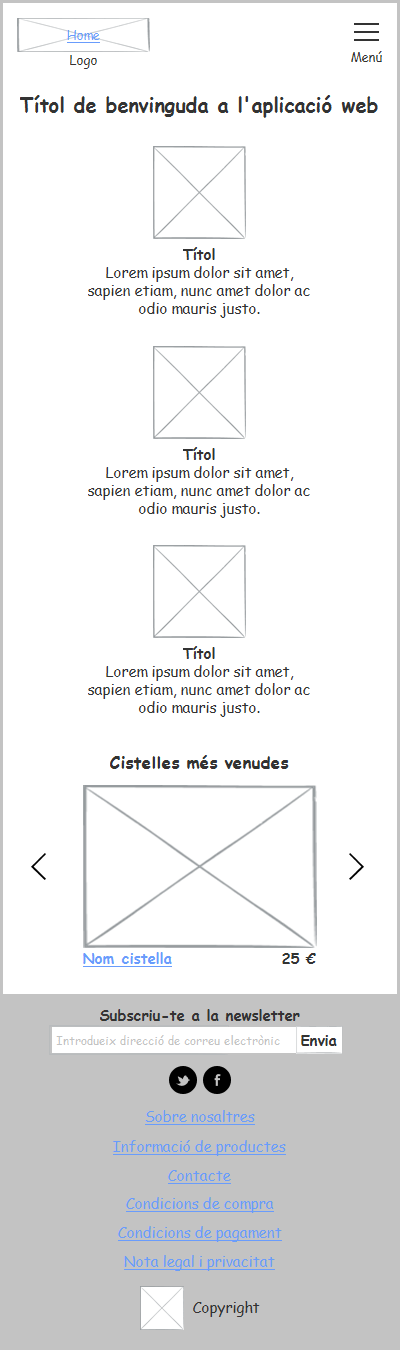 Home
Logo
Menú
Títol de benvinguda a l'aplicació web
Títol
Lorem ipsum dolor sit amet,
sapien etiam, nunc amet dolor ac
odio mauris justo.
Títol
Lorem ipsum dolor sit amet,
sapien etiam, nunc amet dolor ac
odio mauris justo.
Títol
Lorem ipsum dolor sit amet,
sapien etiam, nunc amet dolor ac
odio mauris justo.
Cistelles més venudes
Nom cistella 25 €
Subscriu-te a la newsletter
Introdueix direcció de correu electrònic Envia
Sobre nosaltres
Informació de productes
Contacte
Condicions de compra
Condicions de pagament
Nota legal i privacitat
Copyright